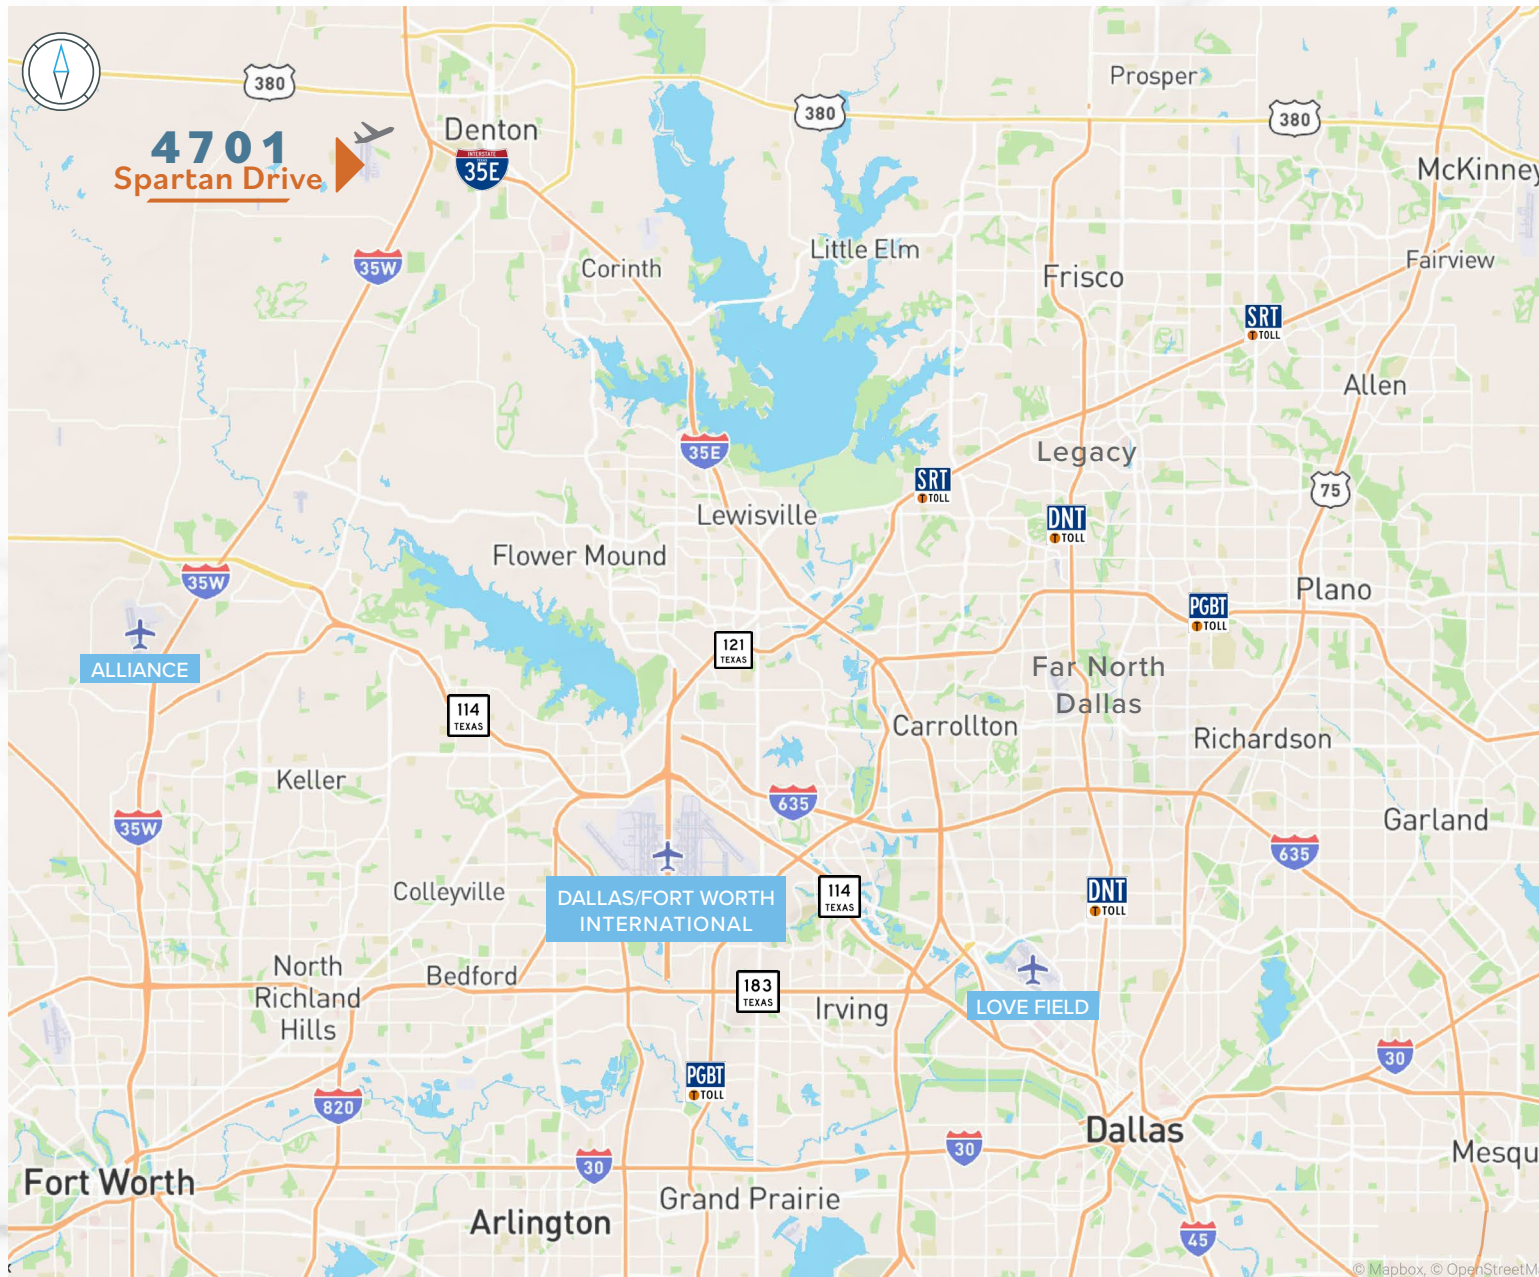 Prosper
380
380
380
4701
Spartan Drive
Denton
INTERSTATE
TEXAS
35E
McKinney
35W
Corinth
Little Elm
Frisco
Fairview
SRT
T TOLL
Allen
35E
Legacy
SRT
T TOLL
75
Lewisville
DNT
T TOLL
Flower Mound
35W
Plano
PGBT
T TOLL
121
TEXAS
ALLIANCE
Far North
Dallas
114
TEXAS
Carrollton
Richardson
Keller
635
35W
Garland
635
Colleyville
DALLAS/FORT WORTH
INTERNATIONAL
114
TEXAS
DNT
T TOLL
North
Richland
Hills
Bedford
183
TEXAS
Irving
LOVE FIELD
30
PGBT
T TOLL
820
Dallas
30
30
Mesqu
Fort Worth
Grand Prairie
Arlington
45
© Mapbox, © OpenStreetM